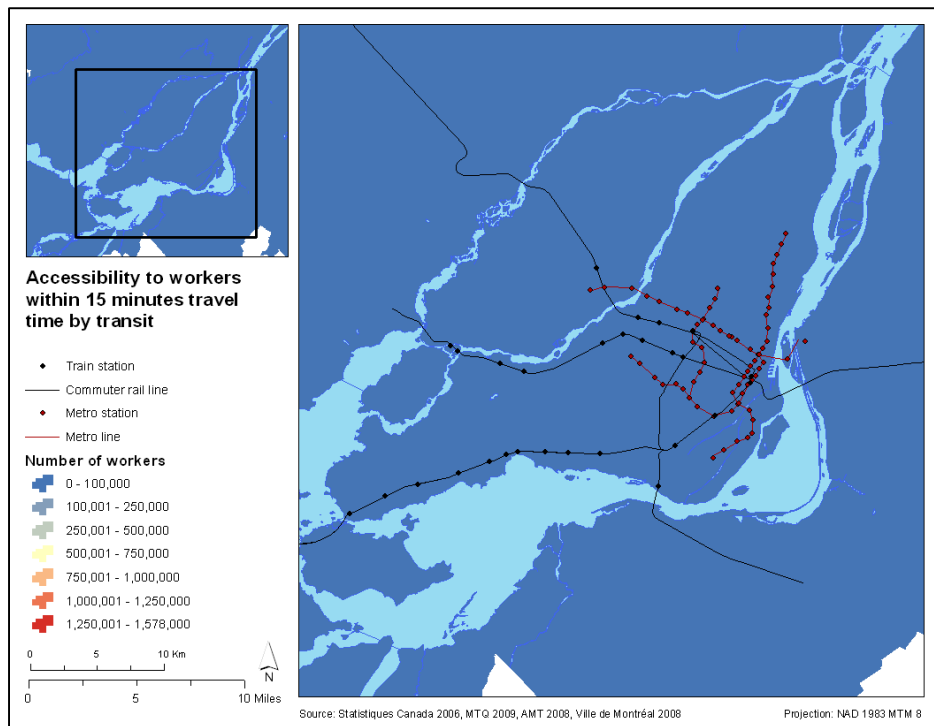 Accessibility to workers
within 15 minutes travel
time by transit
Train station
Commuter rail line
Metro station
Metro line
Number of workers
0 - 100,000
100,001 - 250,000
250,001 - 500,000
500,001 - 750,000
750,001 - 1,000,000
1,000,001 - 1,250,000
1,250,001 - 1,578,000
0 5 10 Km
N
0 5 10 Miles
Source: Statistiques Canada 2006, MTQ 2009, AMT 2008, Ville de Montréal 2008 Projection: NAD 1983 MTM 8